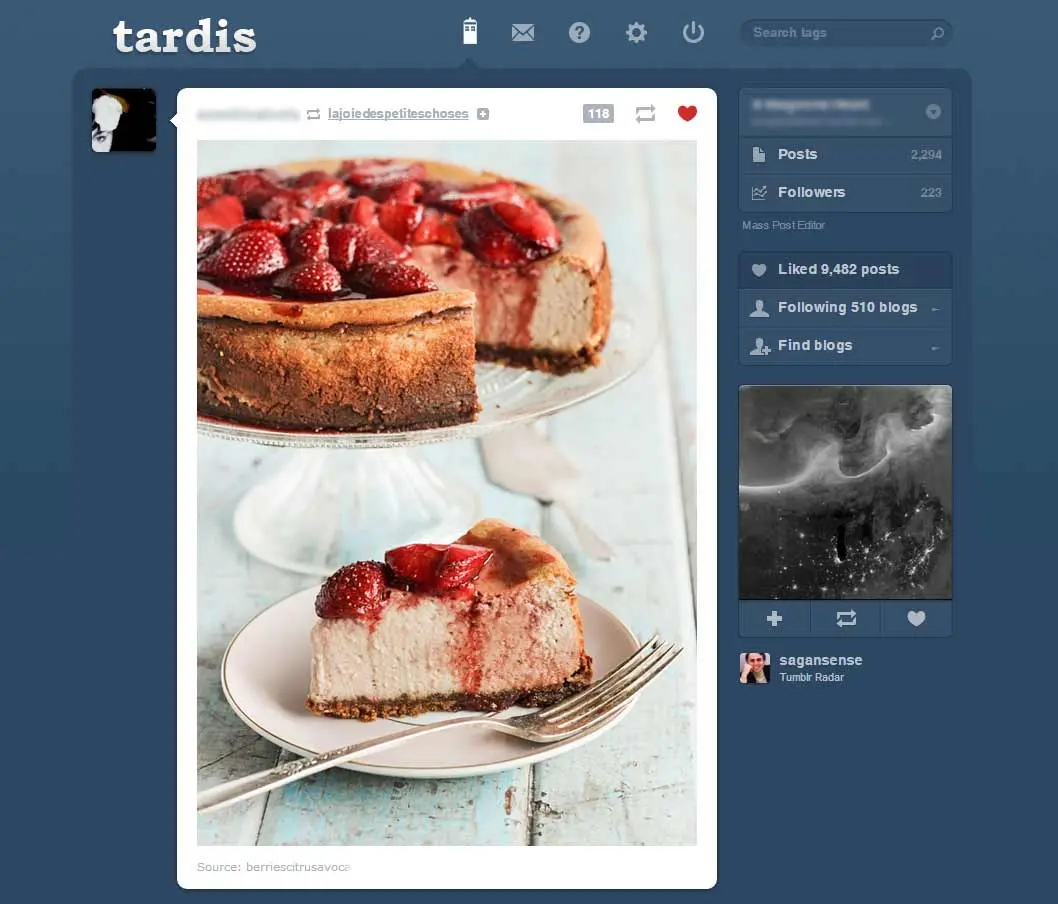 tardis
Search tags
lajoiedespetiteschoses
118
Posts 2,294
Followers 223
Mass Post Editor
Liked 9,482 posts
Following 510 blogs
Find blogs
sagansense
Tumblr Radar
Source: berriescitrusavoca